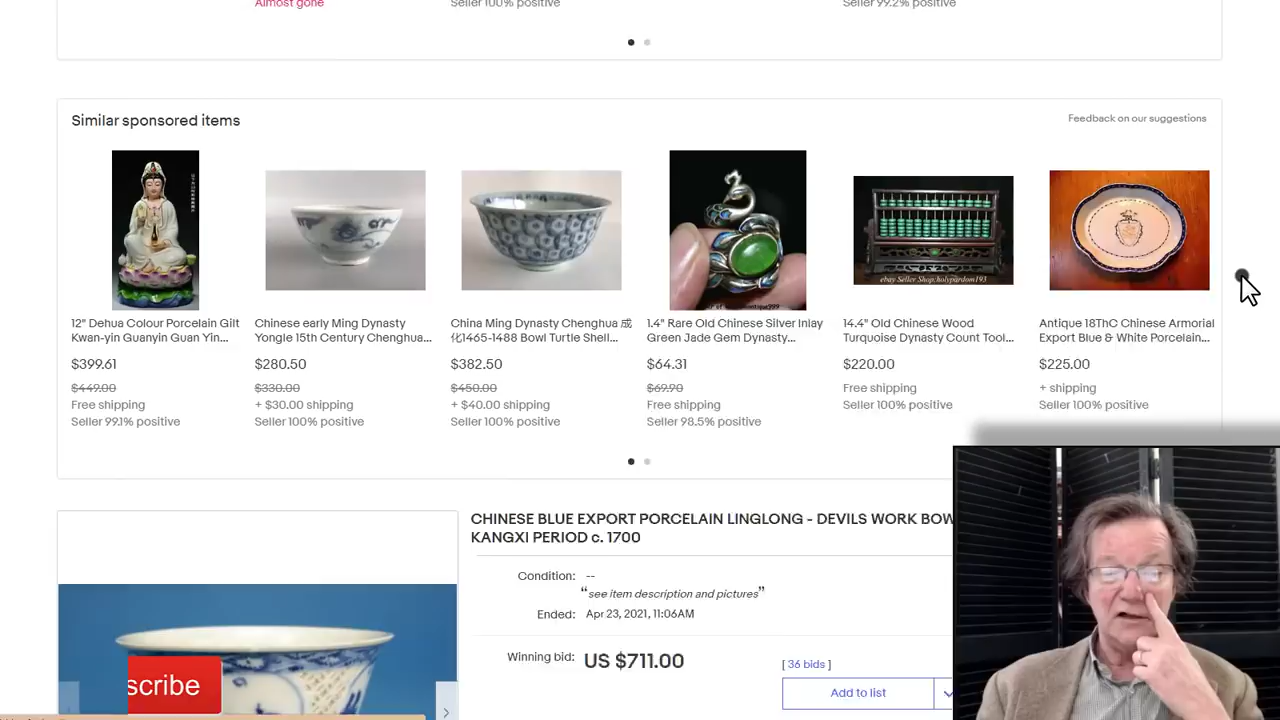 Almost gone
Seller 100% positive
Seller 99.2% positive
Similar sponsored items
Feedback on our suggestions
12" Dehua Colour Porcelain Gilt
Kwan-yin Guanyin Guan Yin...
$399.61
$449.00
Free shipping
Seller 99.1% positive
Chinese early Ming Dynasty
Yongle 15th Century Chenghua...
$280.50
$330.00
+ $30.00 shipping
Seller 100% positive
China Ming Dynasty Chenghua 成
化1465-1488 Bowl Turtle Shell...
$382.50
$450.00
+ $40.00 shipping
Seller 100% positive
1.4" Rare Old Chinese Silver Inlay
Green Jade Gem Dynasty...
$64.31
$69.90
Free shipping
Seller 98.5% positive
ebay Seller Shop:holypardom193
14.4" Old Chinese Wood
Turquoise Dynasty Count Tool...
$220.00
Free shipping
Seller 100% positive
Antique 18ThC Chinese Armorial
Export Blue & White Porcelain...
$225.00
+ shipping
Seller 100% positive
CHINESE BLUE EXPORT PORCELAIN LINGLONG - DEVILS WORK BOW
KANGXI PERIOD c. 1700
Condition: --
“see item description and pictures”
Ended: Apr 23, 2021, 11:06AM
Winning bid: US $711.00
[ 36 bids ]
Add to list
scribe